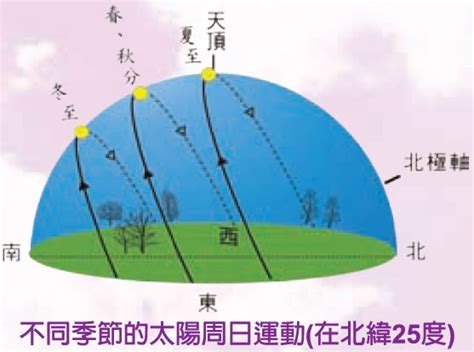 天頂
夏至
春、秋分
冬至
北極軸
西
南
北
東
不同季節的太陽周日運動(在北緯25度)